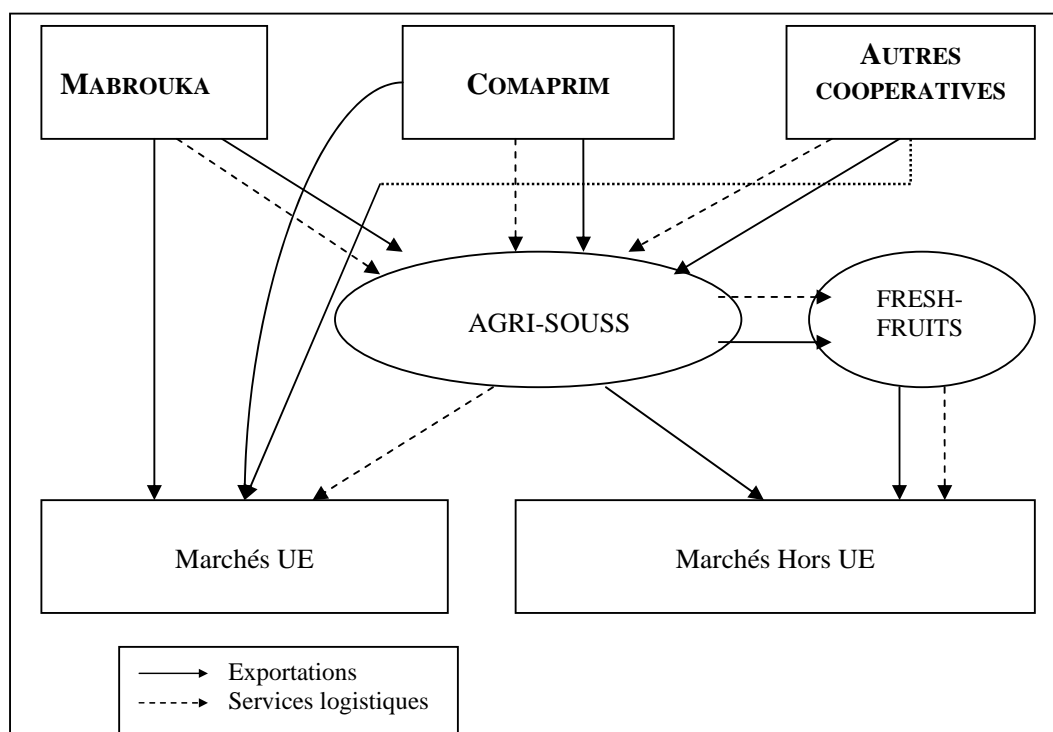 MABROUKA
COMAPRIM
AUTRES
COOPERATIVES
AGRI-SOUSS
FRESH-
FRUITS
Marchés UE
Marchés Hors UE
Exportations
Services logistiques